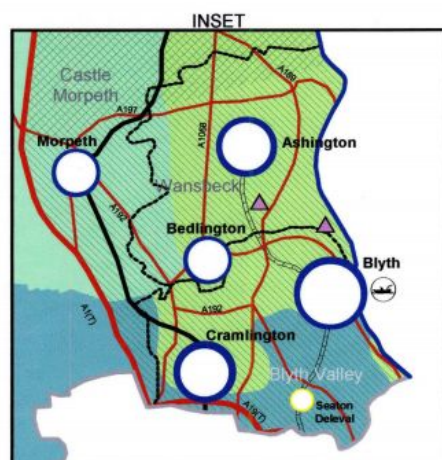 INSET
Castle
Morpeth
A189
A197
Morpeth
A1068
Ashington
Wansbeck
A192
Bedlington
Blyth
A192
A1(T)
Cramlington
Blyth Valley
A19(T)
Seaton
Deleval